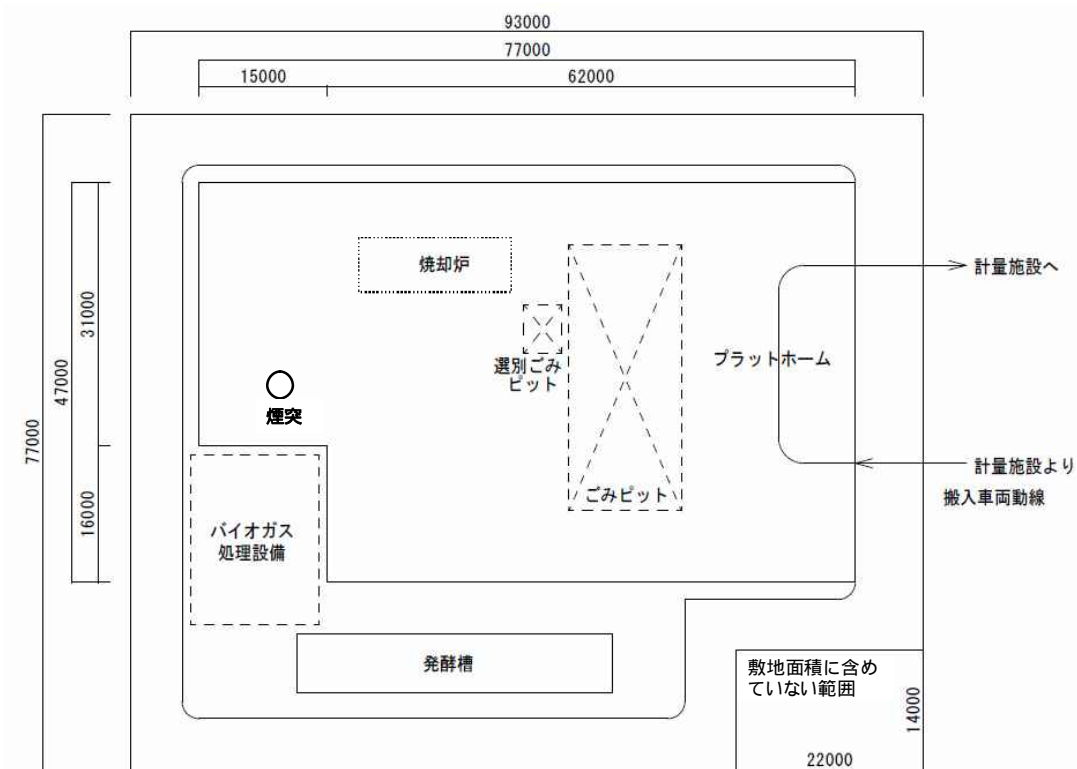 93000
77000
15000
62000
焼却炉
計量施設へ
31000
選別ごみ
ピット
プラットホーム
47000
煙突
77000
計量施設より
ごみピット
搬入車両動線
16000
バイオガス
処理設備
発酵槽
敷地面積に含め
ていない範囲
14000
22000